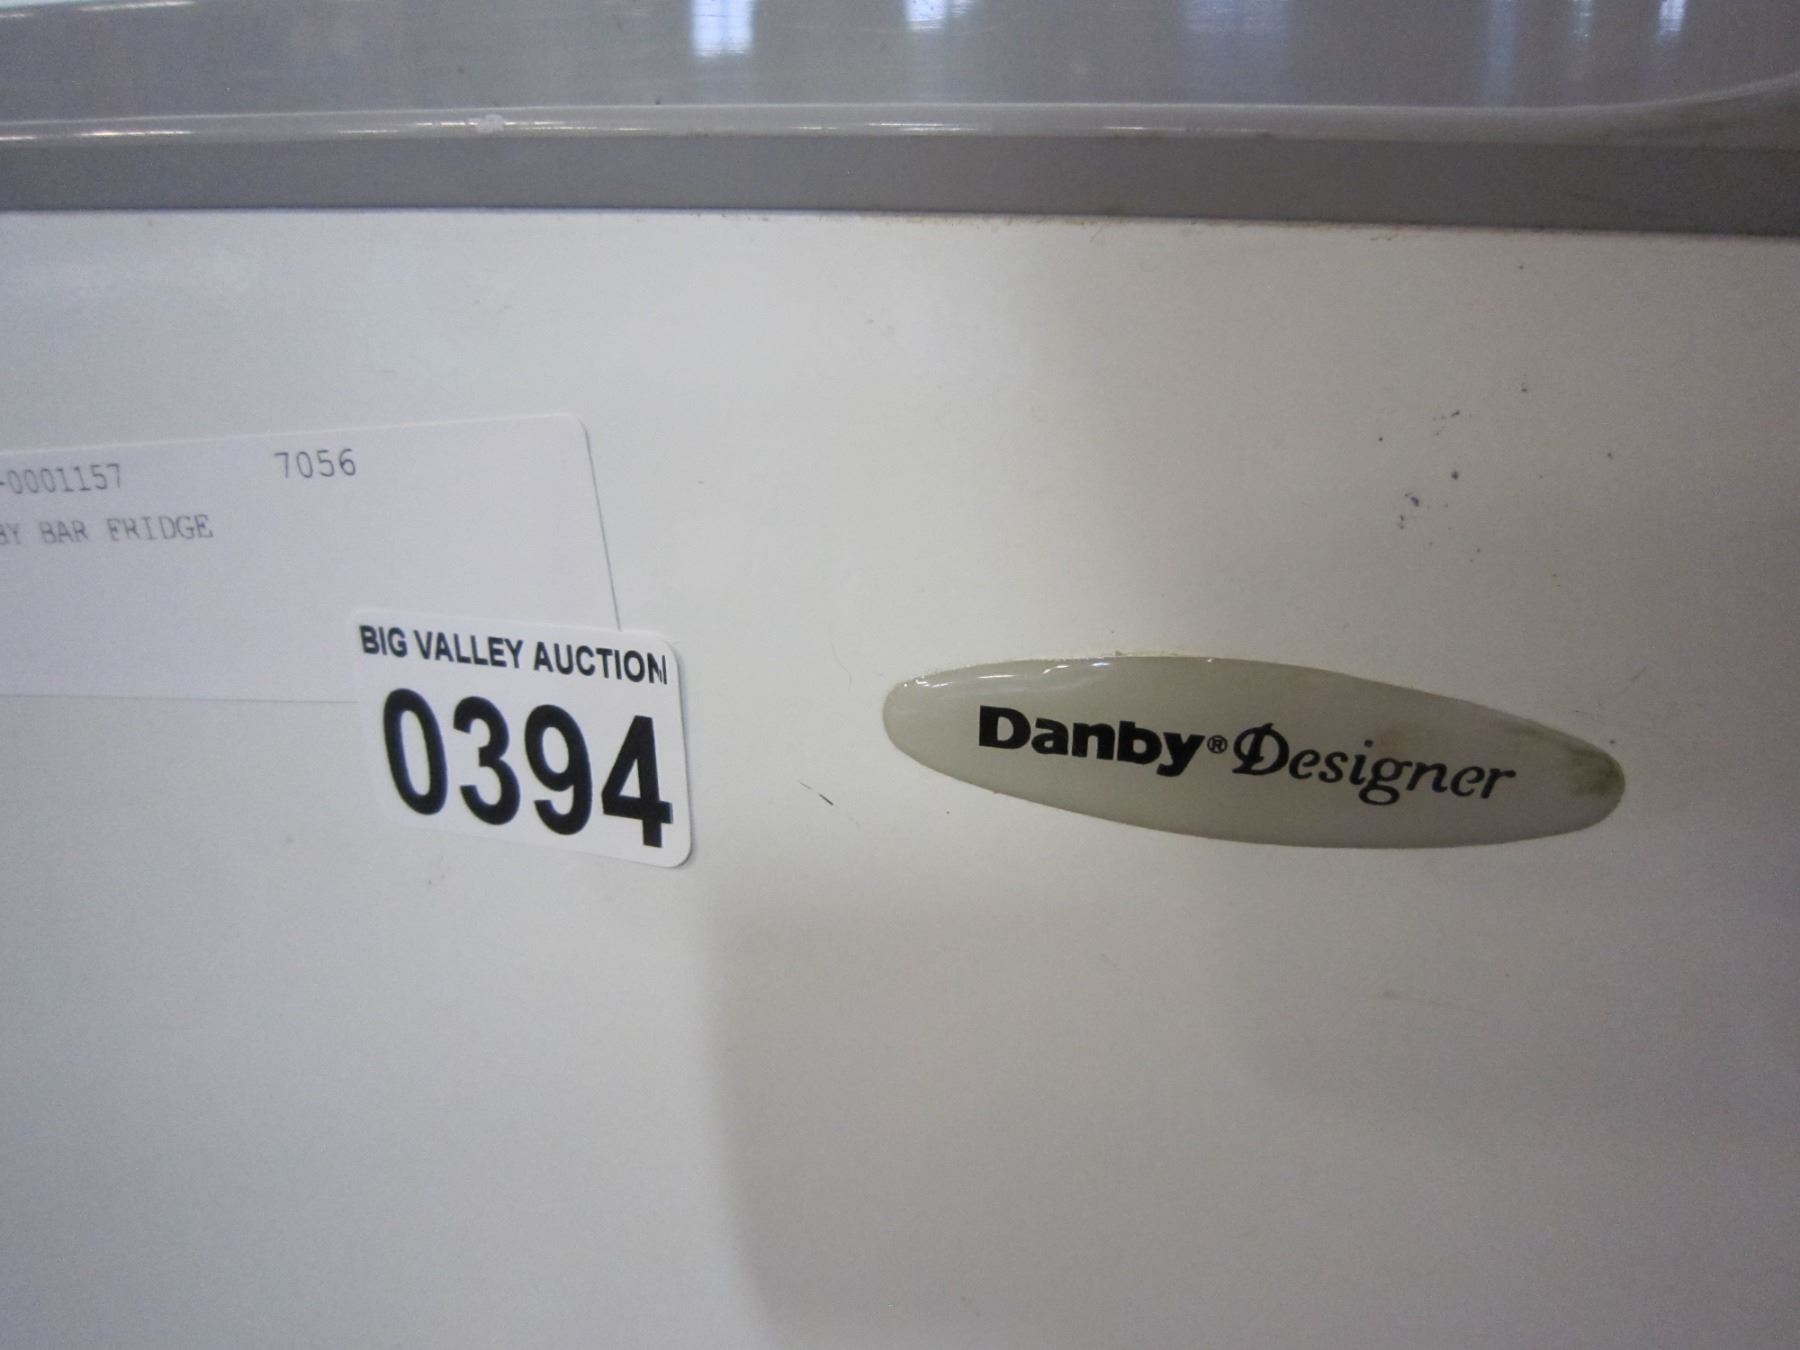 -0001157 7056
BY BAR FRIDGE
BIG VALLEY AUCTION
0394
Danby® Designer